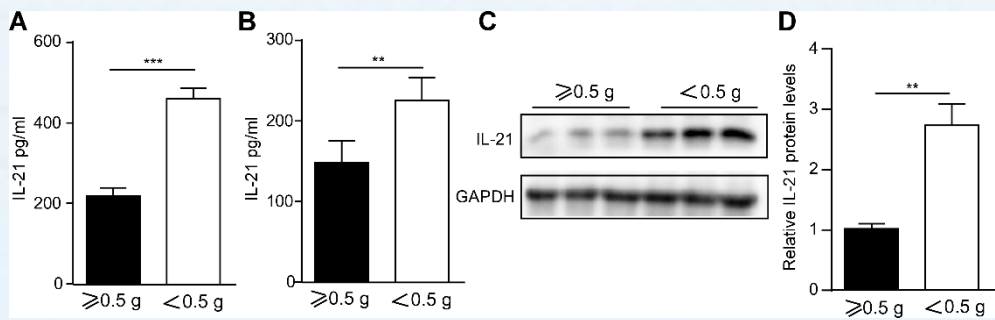 A
IL-21 pg/ml
600
400
200
0
***
⩾0.5 g
<0.5 g
B
IL-21 pg/ml
300
200
100
0
**
⩾0.5 g
<0.5 g
C
⩾0.5 g
<0.5 g
IL-21
GAPDH
D
Relative IL-21 protein levels
4
3
2
1
0
**
⩾0.5 g
<0.5 g